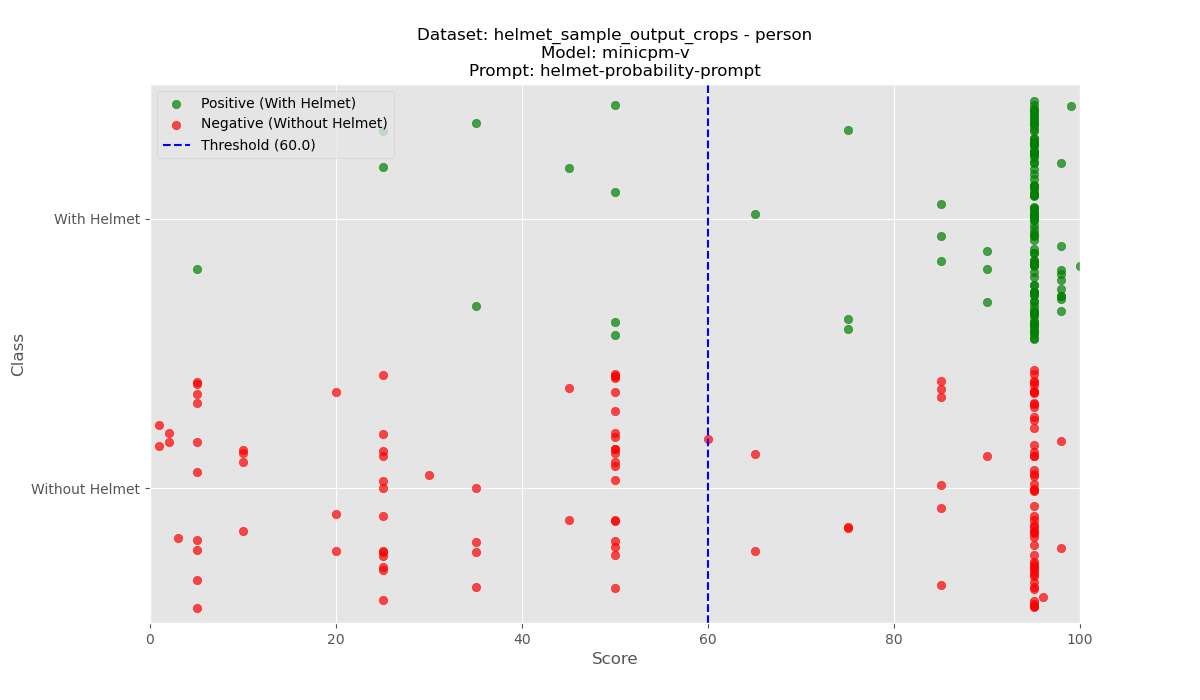 Dataset: helmet_sample_output_crops - person
Model: minicpm-v
Prompt: helmet-probability-prompt
Positive (With Helmet)
Negative (Without Helmet)
Threshold (60.0)
With Helmet
Without Helmet
Class
0 20 40 60 80 100
Score